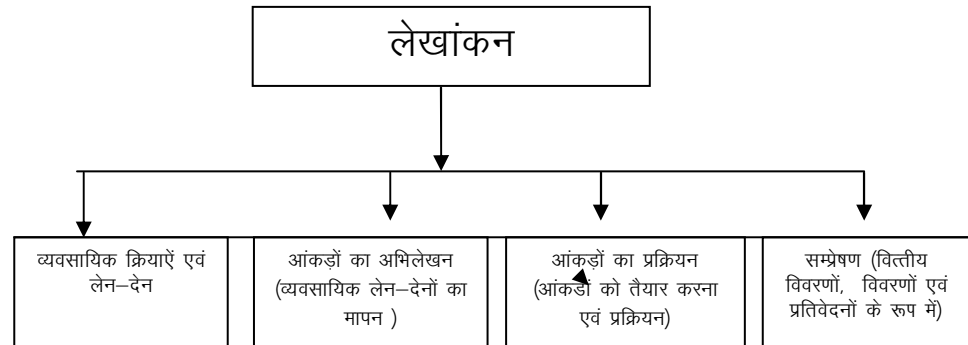 लेखांकन
व्यवसायिक क्रियाऐं एवं
लेन–देन
आंकड़ों का अभिलेखन
(व्यवसायिक लेन–देनों का
मापन )
आंकड़ों का प्रक्रियन
(आंकडों को तैयार करना
एवं प्रक्रियन)
सम्प्रेषण (वित्तीय
विवरणों, विवरणों एवं
प्रतिवेदनों के रूप में)